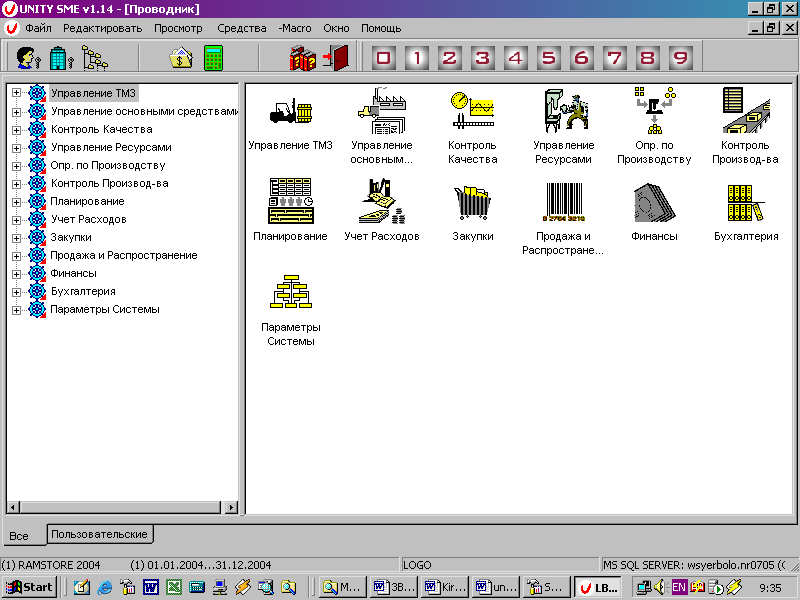 UNITY SME v1.14 - [Проводник]
Файл Редактировать Просмотр Средства -Macro Окно Помощь
0 1 2 3 4 5 6 7 8 9
Управление ТМЗ
Управление основными средствами
Контроль Качества
Управление Ресурсами
Опр. по Производству
Контроль Производ-ва
Планирование
Учет Расходов
Закупки
Продажа и Распространение
Финансы
Бухгалтерия
Параметры Системы
Управление ТМЗ
Управление основным...
Контроль Качества
Управление Ресурсами
Опр. по Производству
Контроль Производ-ва
Планирование
Учет Расходов
Закупки
Продажа и Распростране...
Финансы
Бухгалтерия
Параметры Системы
Все Пользовательские
(1) RAMSTORE 2004 (1) 01.01.2004...31.12.2004 LOGO MS SQL SERVER: wsyerbolo.nr0705 ((
Start M... 3B... Kir... un... S... LB... EN 9:35